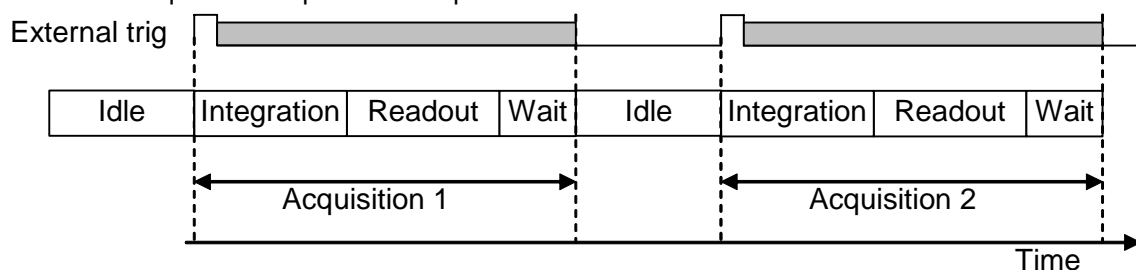 External trig
Idle Integration Readout Wait Idle Integration Readout Wait
Acquisition 1 Acquisition 2
Time